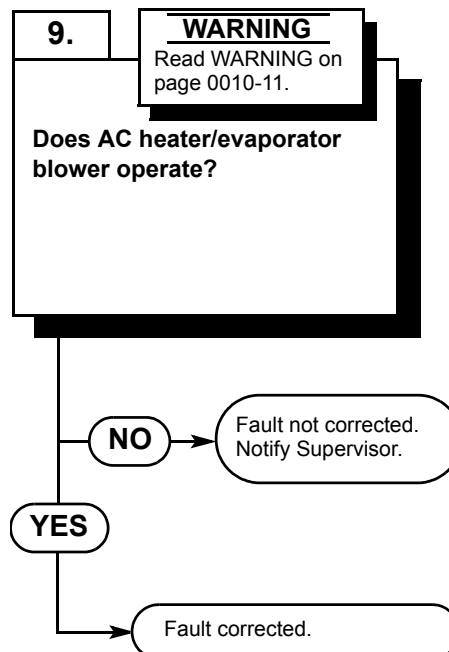 9.
WARNING
Read WARNING on
page 0010-11.
Does AC heater/evaporator
blower operate?
NO
Fault not corrected.
Notify Supervisor.
YES
Fault corrected.